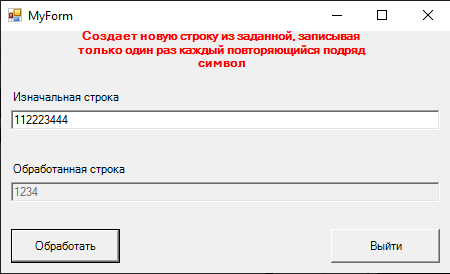 MyForm
Создает новую строку из заданной, записывая
только один раз каждый повторяющийся подряд
символ
Изначальная строка
112223444
Обработанная строка
1234
Обработать
Выйти